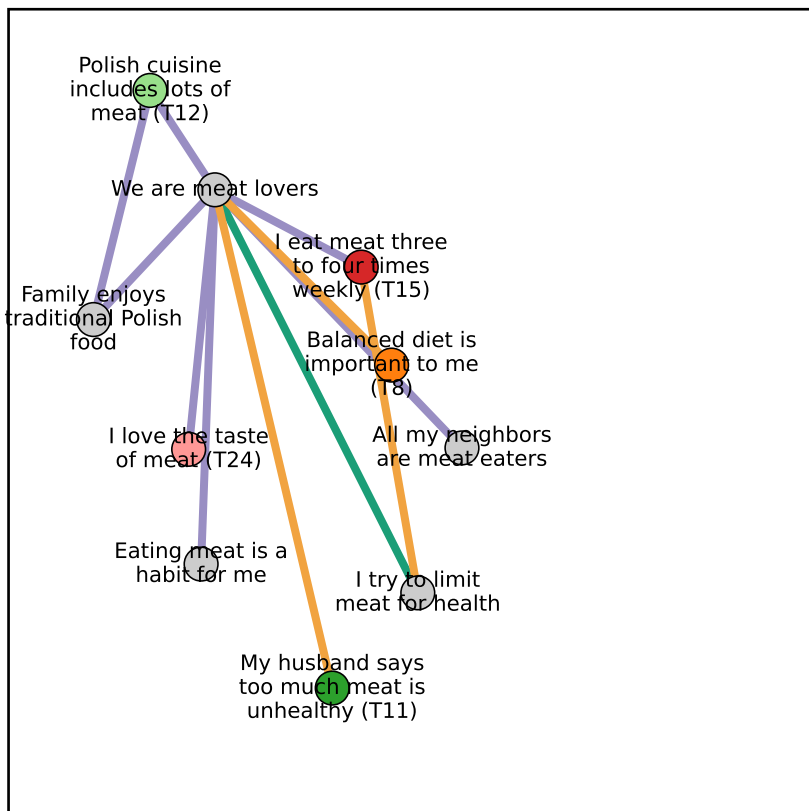 Polish cuisine
includes lots of
meat (T12)
We are meat lovers
I eat meat three
to four times
weekly (T15)
Family enjoys
traditional Polish
food
Balanced diet is
important to me
(T8)
I love the taste
of meat (T24)
All my neighbors
are meat eaters
Eating meat is a
habit for me
I try to limit
meat for health
My husband says
too much meat is
unhealthy (T11)